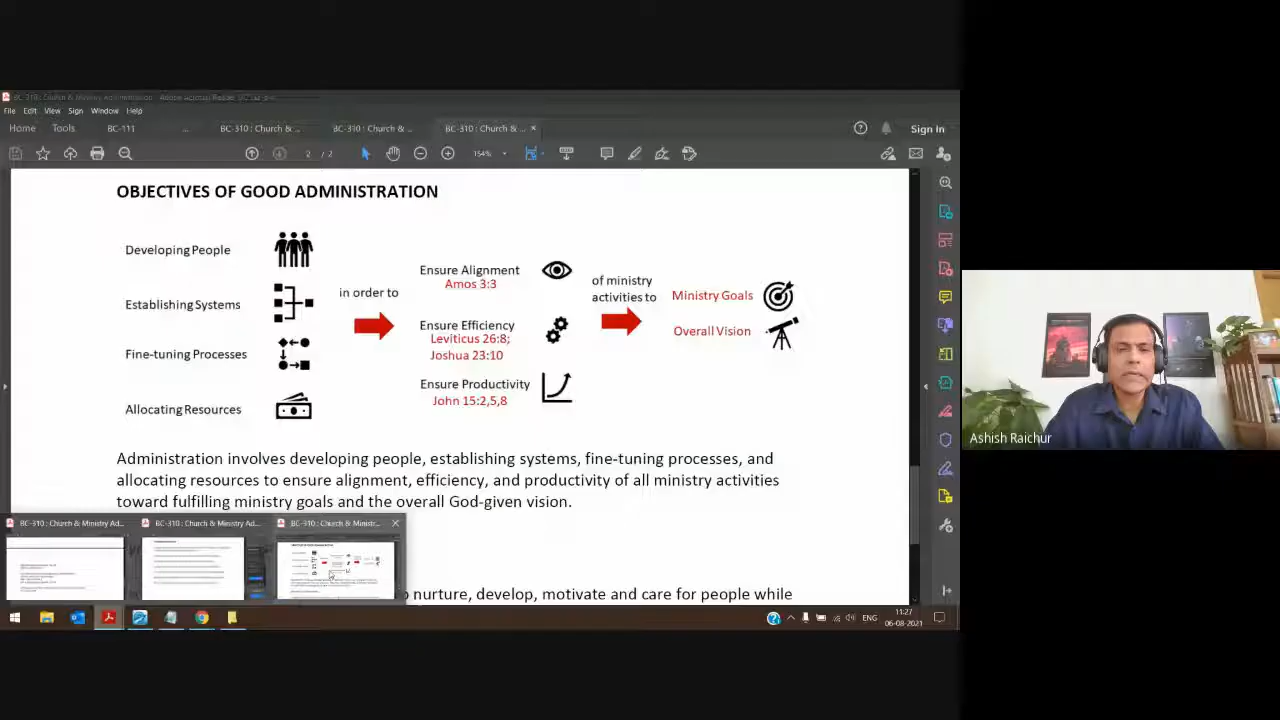 BC-310 : Church & Ministry Administration - Adobe Acrobat Reader DC
File Edit View Sign Window Help
Home Tools BC-111 ... BC-310 : Church & ... BC-310 : Church & ... BC-310 : Church & ... × Sign In
2 / 2 154%
OBJECTIVES OF GOOD ADMINISTRATION
Developing People
Establishing Systems
Fine-tuning Processes
Allocating Resources
in order to
Ensure Alignment
Amos 3:3
Ensure Efficiency
Leviticus 26:8;
Joshua 23:10
Ensure Productivity
John 15:2,5,8
of ministry
activities to
Ministry Goals
Overall Vision
Administration involves developing people, establishing systems, fine-tuning processes, and
allocating resources to ensure alignment, efficiency, and productivity of all ministry activities
toward fulfilling ministry goals and the overall God-given vision.
BC-310 : Church & Ministry Ad... BC-310 : Church & Ministry Ad... BC-310 : Church & Ministr...
nurture, develop, motivate and care for people while
ENG
11:27
06-08-2021
Ashish Raichur